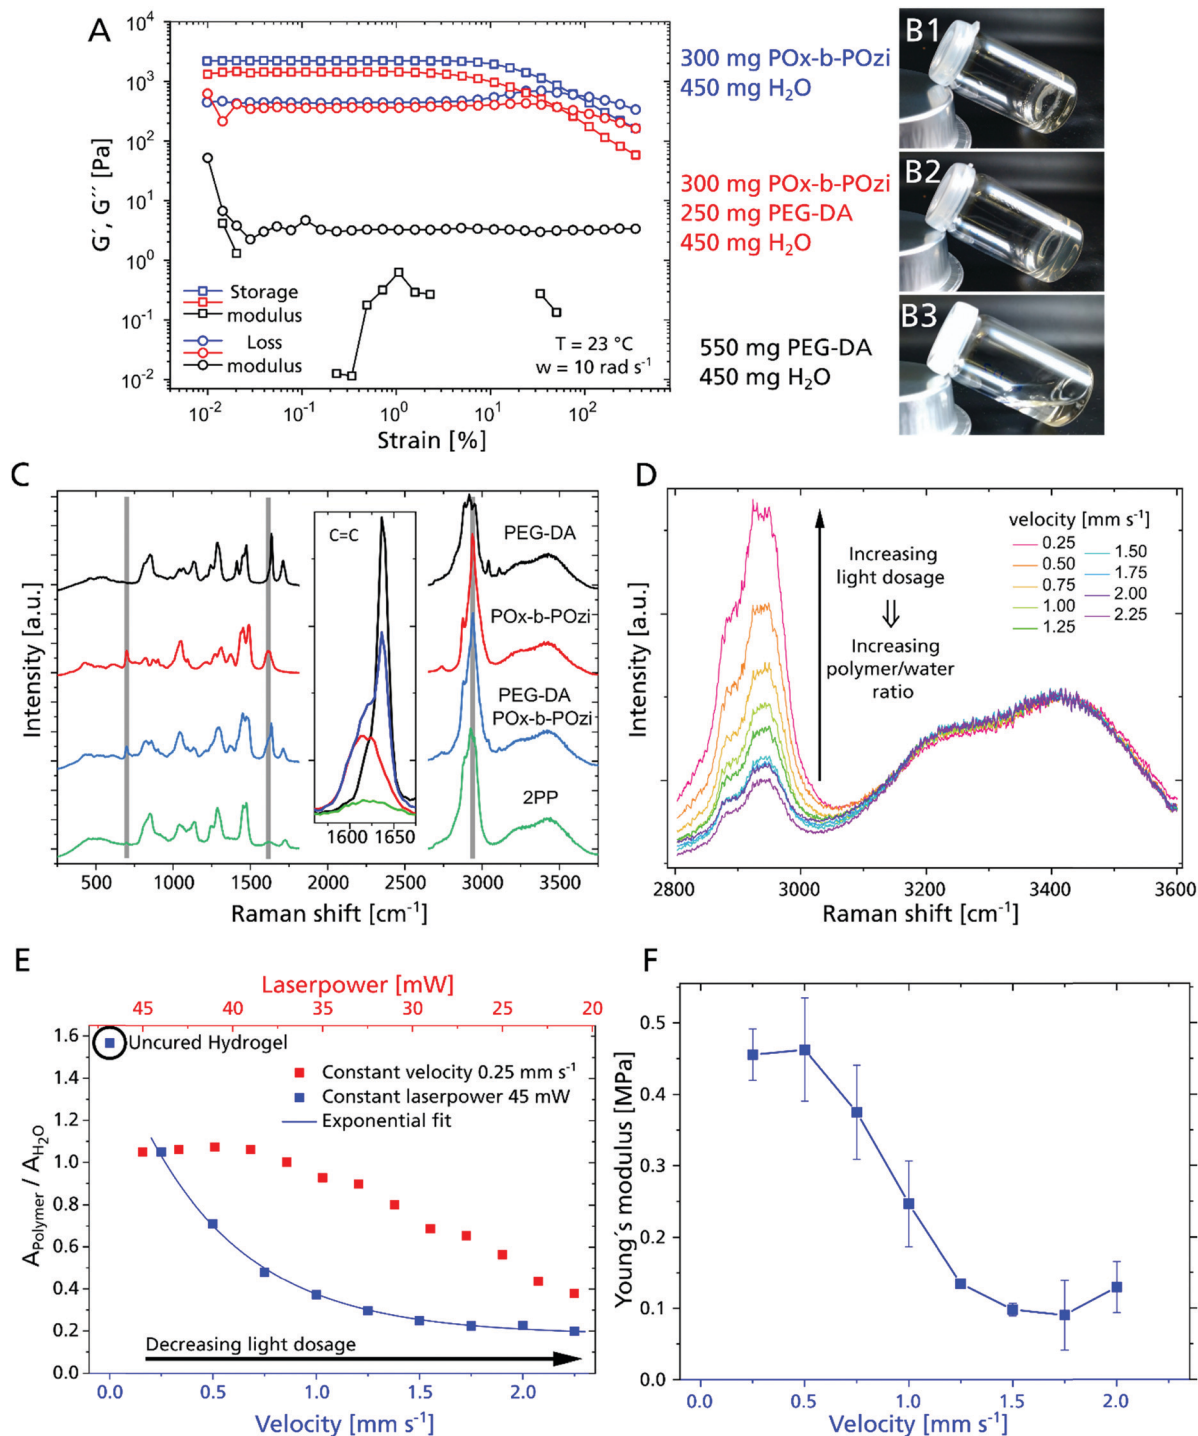 A
10⁴
10³
10²
10¹
10⁰
10⁻¹
10⁻²
G´, G´´ [Pa]
Storage
modulus
Loss
modulus
T = 23 °C
w = 10 rad s⁻¹
10⁻² 10⁻¹ 10⁰ 10¹ 10²
Strain [%]
300 mg POx-b-POzi
450 mg H₂O
300 mg POx-b-POzi
250 mg PEG-DA
450 mg H₂O
550 mg PEG-DA
450 mg H₂O
B1
B2
B3
C
Intensity [a.u.]
C=C
1600 1650
PEG-DA
POx-b-POzi
PEG-DA
POx-b-POzi
2PP
500 1000 1500 2000 2500 3000 3500
Raman shift [cm⁻¹]
D
Intensity [a.u.]
Increasing
light dosage
⇓
Increasing
polymer/water
ratio
velocity [mm s⁻¹]
0.25
0.50
0.75
1.00
1.25
1.50
1.75
2.00
2.25
2800 3000 3200 3400 3600
Raman shift [cm⁻¹]
E
Laserpower [mW]
45 40 35 30 25 20
1.6
1.4
1.2
1.0
0.8
0.6
0.4
0.2
0.0
A_Polymer / A_H₂O
Uncured Hydrogel
Constant velocity 0.25 mm s⁻¹
Constant laserpower 45 mW
Exponential fit
Decreasing light dosage
0.0 0.5 1.0 1.5 2.0
Velocity [mm s⁻¹]
F
0.5
0.4
0.3
0.2
0.1
0.0
Young´s modulus [MPa]
0.0 0.5 1.0 1.5 2.0
Velocity [mm s⁻¹]